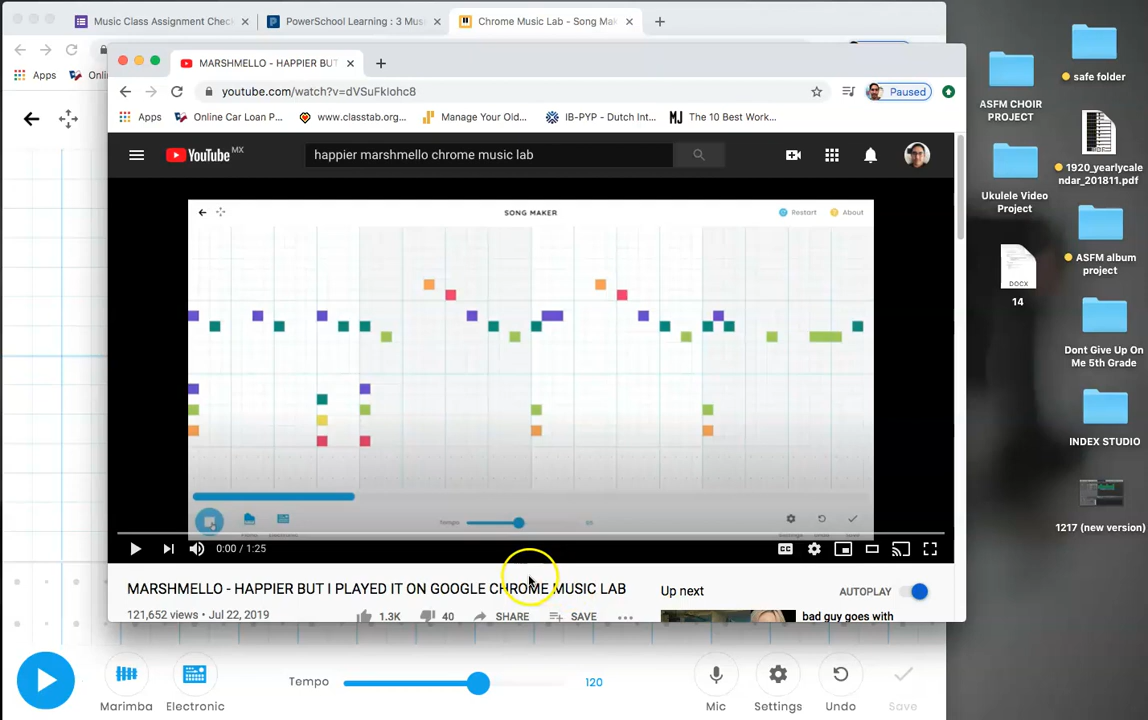 Music Class Assignment Chec
PowerSchool Learning : 3 Mus
Chrome Music Lab - Song Mak
Apps
Onli
MARSHMELLO - HAPPIER BUT
youtube.com/watch?v=dVSuFkIohc8
Paused
Apps
Online Car Loan P...
www.classtab.org...
Manage Your Old...
IB-PYP - Dutch Int...
MJ
The 10 Best Work...
YouTube MX
happier marshmello chrome music lab
SONG MAKER
Restart
About
Tempo
0:00 / 1:25
CC
MARSHMELLO - HAPPIER BUT I PLAYED IT ON GOOGLE CHROME MUSIC LAB
121,652 views • Jul 22, 2019
1.3K
40
SHARE
SAVE
Up next
AUTOPLAY
bad guy goes with
Marimba
Electronic
Tempo
120
Mic
Settings
Undo
Save
ASFM CHOIR
PROJECT
Ukulele Video
Project
DOCX
14
safe folder
1920_yearlycale
ndar_201811.pdf
ASFM album
project
Dont Give Up On
Me 5th Grade
INDEX STUDIO
1217 (new version)